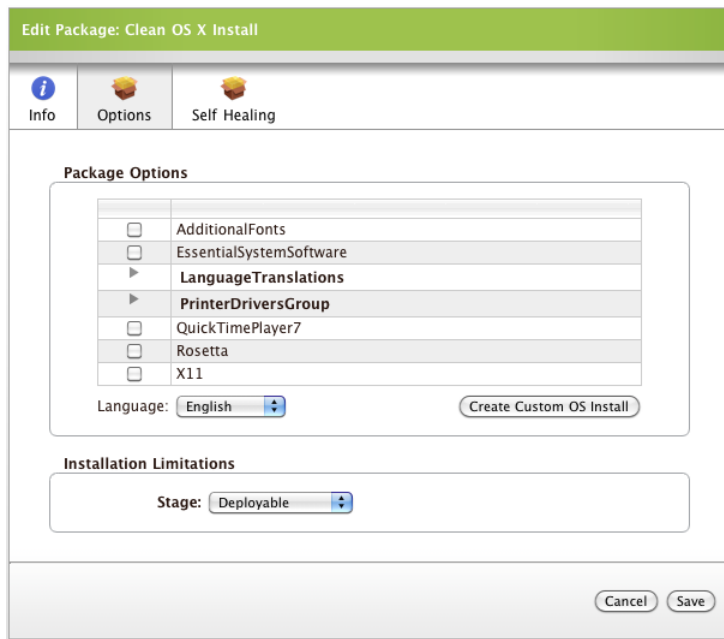 Edit Package: Clean OS X Install
Info Options Self Healing
Package Options
AdditionalFonts
EssentialSystemSoftware
LanguageTranslations
PrinterDriversGroup
QuickTimePlayer7
Rosetta
X11
Language: English Create Custom OS Install
Installation Limitations
Stage: Deployable
Cancel Save